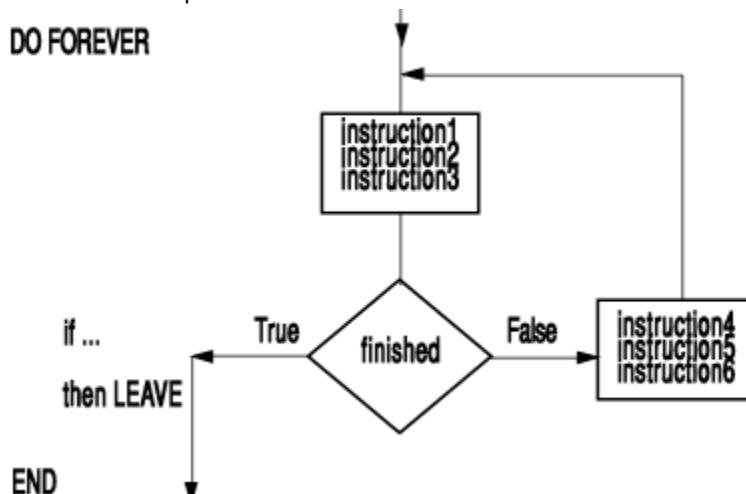 DO FOREVER
instruction1
instruction2
instruction3
if ...
True
finished
False
instruction4
instruction5
instruction6
then LEAVE
END